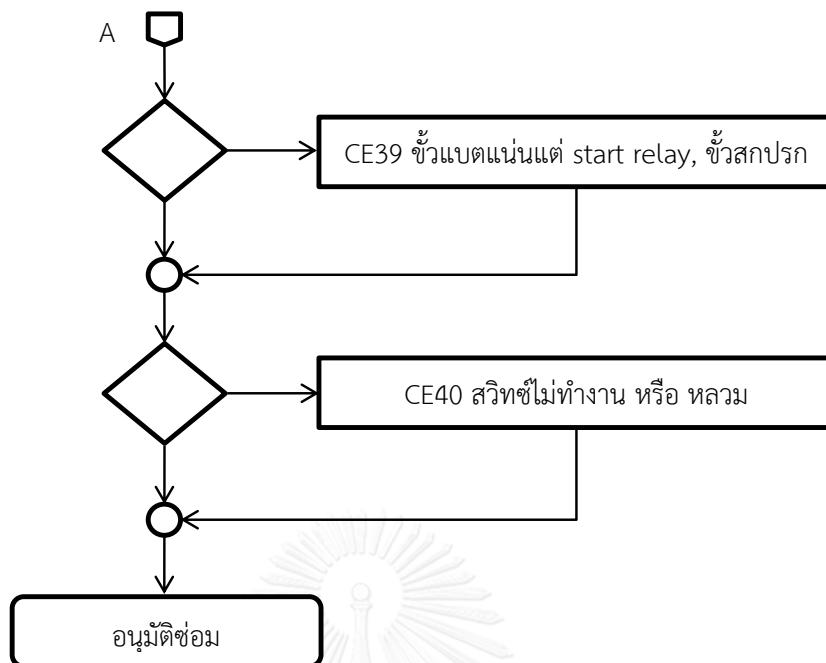 A
CE39 ขั้วแบตแน่นแต่ start relay, ขั้วสกปรก
CE40 สวิทซ์ไม่ทำงาน หรือ หลวม
อนุมัติซ่อม